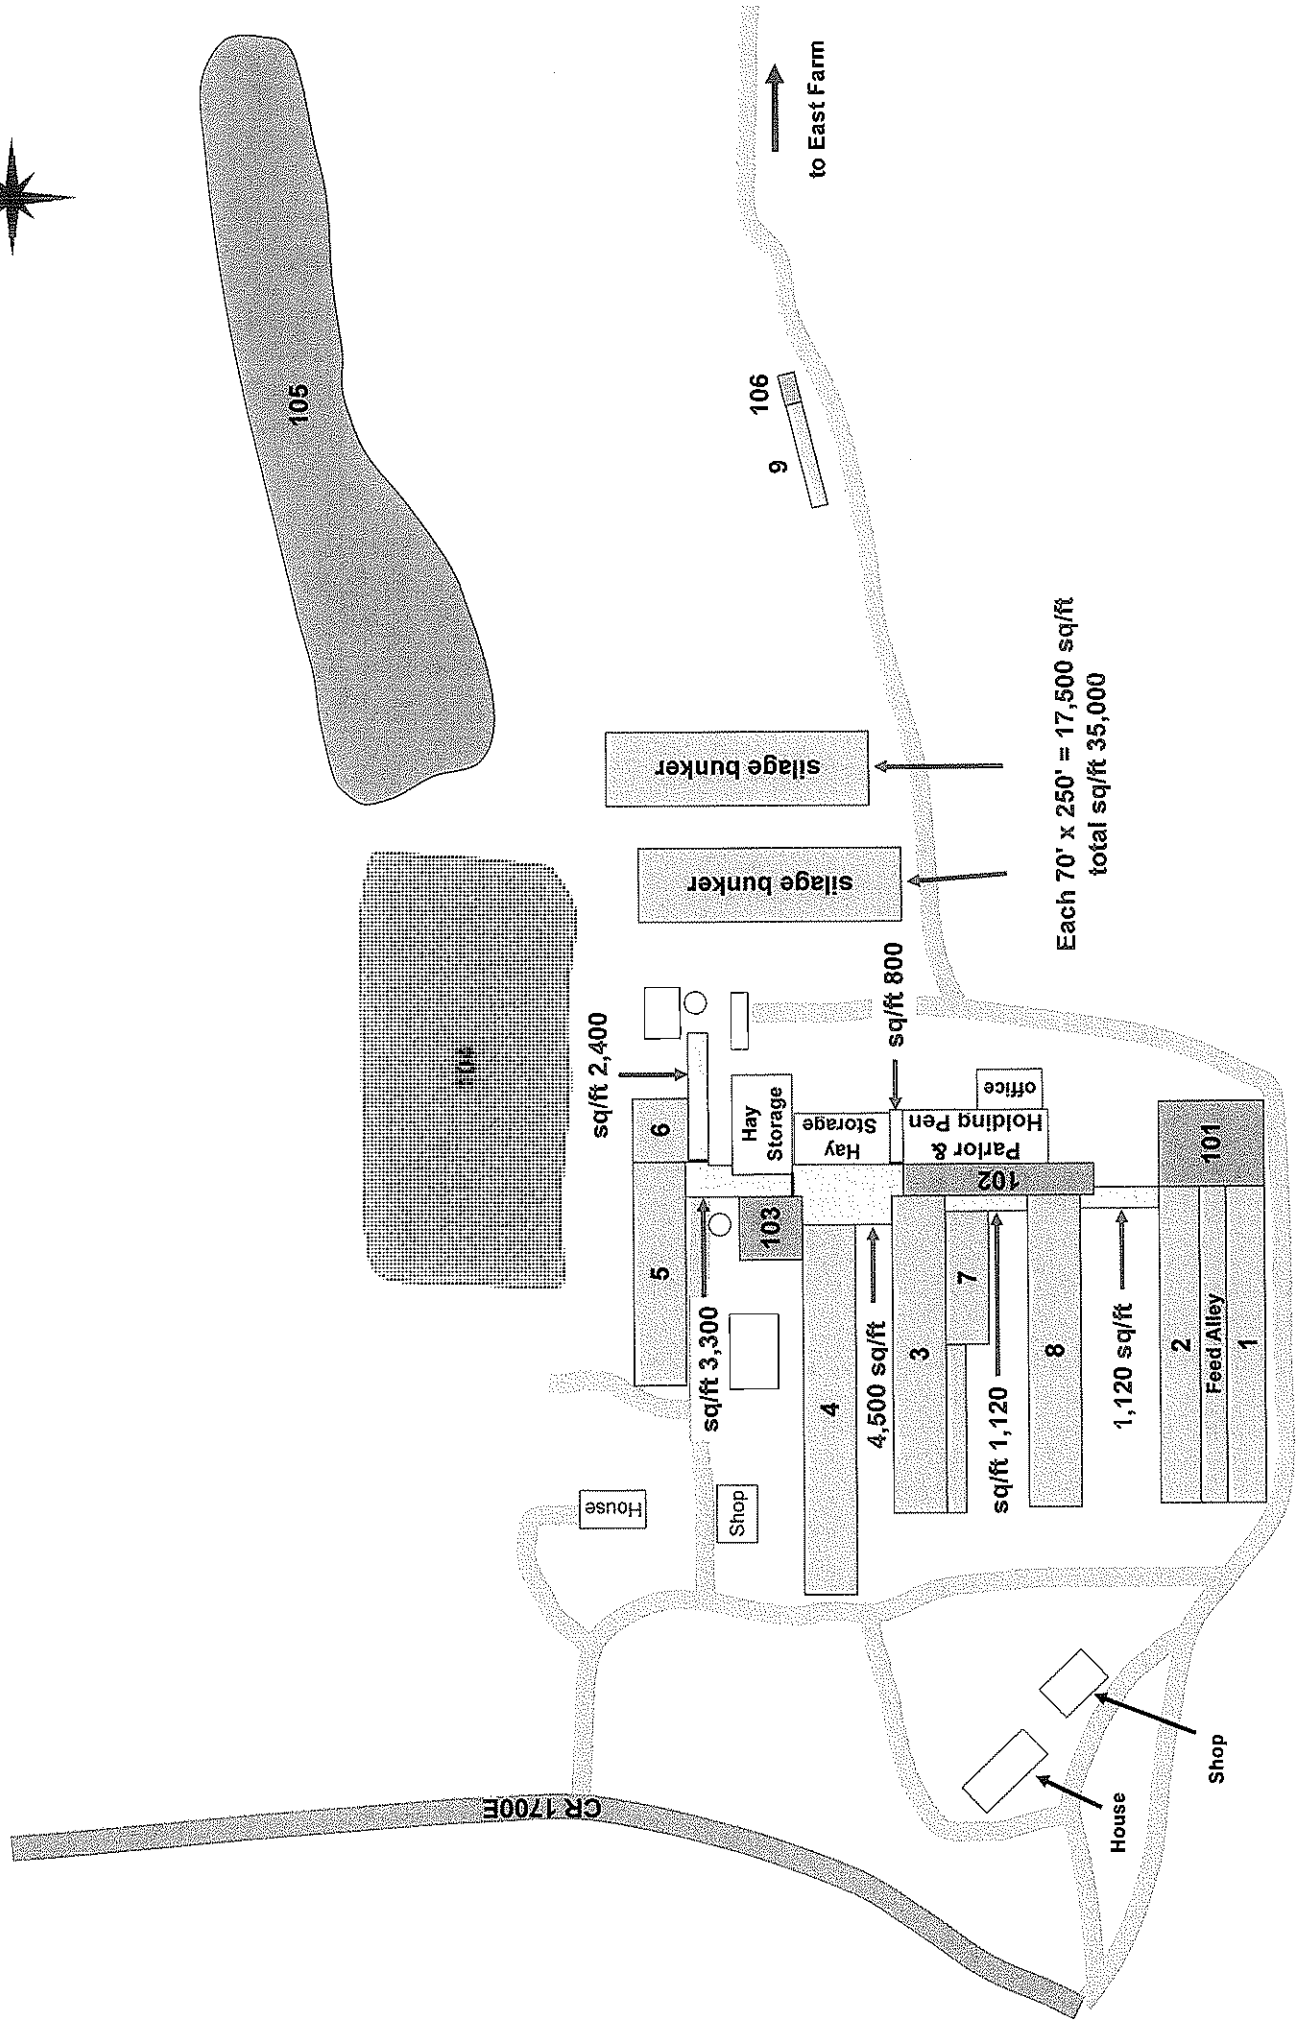 105
104
CR 1700E
House
sq/ft 2,400
5
6
sq/ft 3,300
Shop
103
Hay
Storage
9
106
to East Farm
silage bunker
silage bunker
4
Hay
Storage
4,500 sq/ft
sq/ft 800
3
7
102
Parlor &
Holding Pen
office
sq/ft 1,120
8
Each 70' x 250' = 17,500 sq/ft
total sq/ft 35,000
1,120 sq/ft
House
Shop
2
Feed Alley
1
101